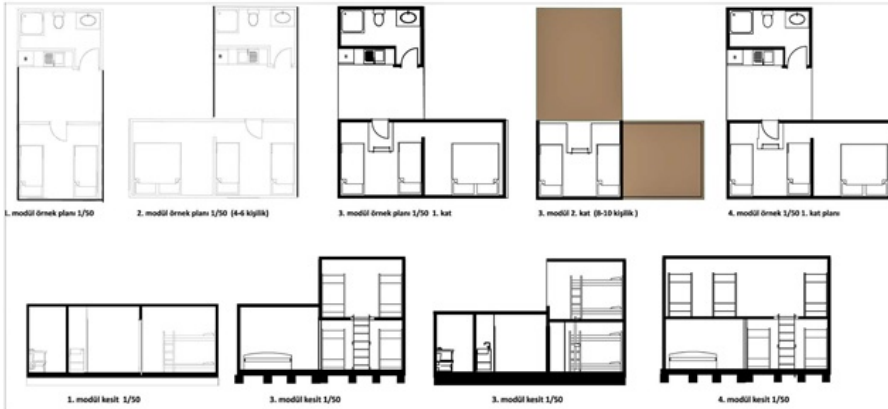 1. modül örnek planı 1/50
2. modül örnek planı 1/50 (4-6 kişilik)
3. modül örnek planı 1/50 1. kat
3. modül 2. kat (8-10 kişilik )
4. modül örnek 1/50 1. kat planı
1. modül kesit 1/50
3. modül kesit 1/50
3. modül kesit 1/50
4. modül kesit 1/50